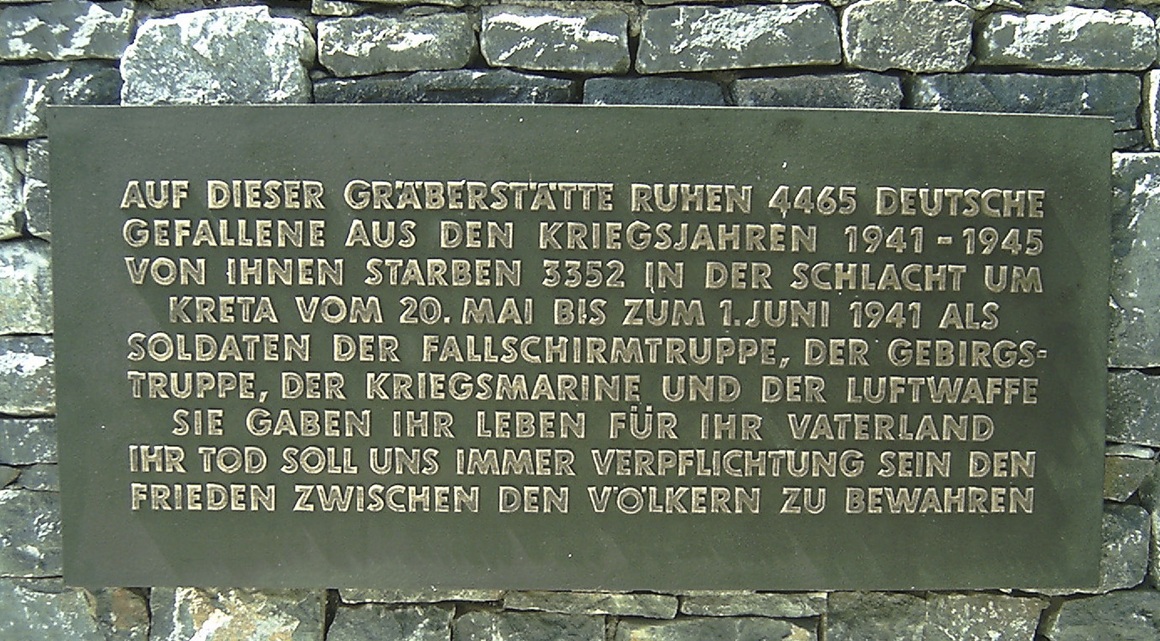 AUF DIESER GRÄBERSTÄTTE RUHEN 4465 DEUTSCHE
GEFALLENE AUS DEN KRIEGSJAHREN 1941 - 1945
VON IHNEN STARBEN 3352 IN DER SCHLACHT UM
KRETA VOM 20. MAI BIS ZUM 1. JUNI 1941 ALS
SOLDATEN DER FALLSCHIRMTRUPPE, DER GEBIRGS-
TRUPPE, DER KRIEGSMARINE UND DER LUFTWAFFE
SIE GABEN IHR LEBEN FÜR IHR VATERLAND
IHR TOD SOLL UNS IMMER VERPFLICHTUNG SEIN DEN
FRIEDEN ZWISCHEN DEN VÖLKERN ZU BEWAHREN